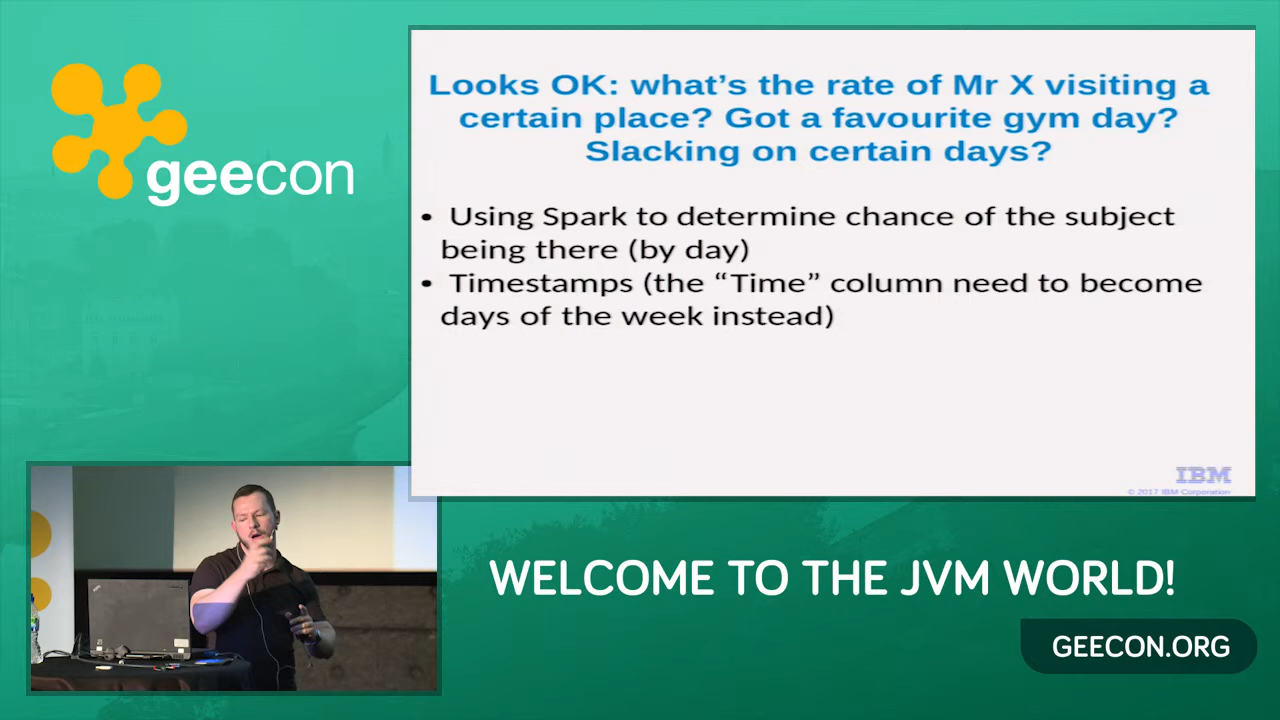 geecon
Looks OK: what's the rate of Mr X visiting a
certain place? Got a favourite gym day?
Slacking on certain days?
• Using Spark to determine chance of the subject
being there (by day)
• Timestamps (the “Time” column need to become
days of the week instead)
IBM
© 2017 IBM Corporation
WELCOME TO THE JVM WORLD!
GEECON.ORG